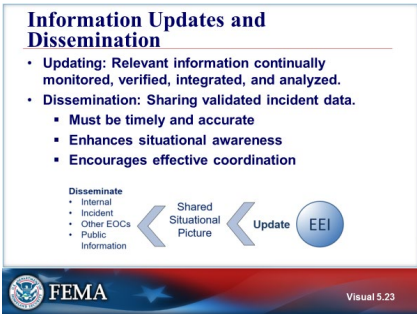 Information Updates and
Dissemination
• Updating: Relevant information continually
monitored, verified, integrated, and analyzed.
• Dissemination: Sharing validated incident data.
▪ Must be timely and accurate
▪ Enhances situational awareness
▪ Encourages effective coordination
Disseminate
• Internal
• Incident
• Other EOCs
• Public
Information
Shared
Situational
Picture
Update
EEI
FEMA
Visual 5.23